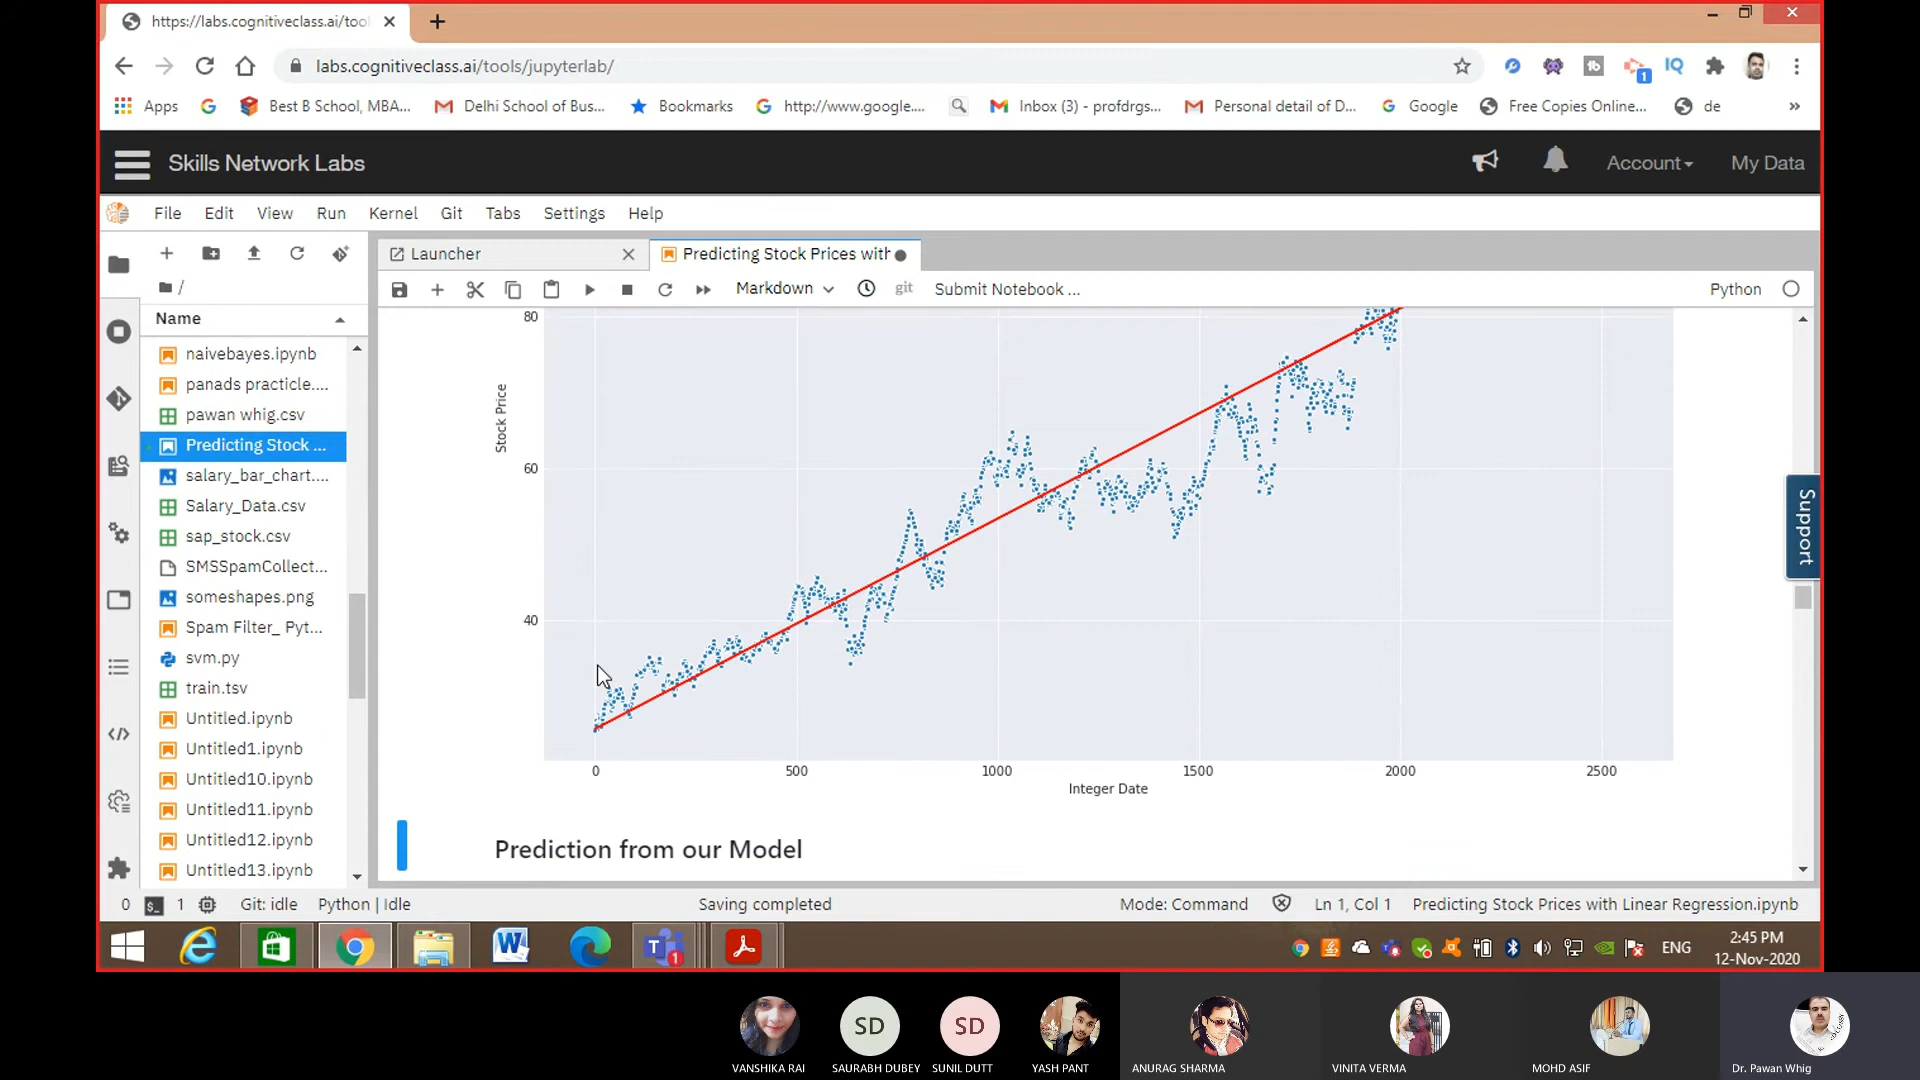 https://labs.cognitiveclass.ai/too
labs.cognitiveclass.ai/tools/jupyterlab/
1
Apps
Best B School, MBA...
Delhi School of Bus...
Bookmarks
http://www.google....
Inbox (3) - profdrgs...
Personal detail of D...
Google
Free Copies Online...
de
Skills Network Labs
Account
My Data
File Edit View Run Kernel Git Tabs Settings Help
Launcher
Predicting Stock Prices with
Markdown
git
Submit Notebook ...
Python
/
Name
naivebayes.ipynb
panads practicle....
pawan whig.csv
Predicting Stock ...
salary_bar_chart....
Salary_Data.csv
sap_stock.csv
SMSSpamCollect...
someshapes.png
Spam Filter_ Pyt...
svm.py
train.tsv
Untitled.ipynb
Untitled1.ipynb
Untitled10.ipynb
Untitled11.ipynb
Untitled12.ipynb
Untitled13.ipynb
80
60
40
Stock Price
0 500 1000 1500 2000 2500
Integer Date
Prediction from our Model
Support
0 1 Git: idle Python | Idle Saving completed Mode: Command Ln 1, Col 1 Predicting Stock Prices with Linear Regression.ipynb
1
ENG
2:45 PM
12-Nov-2020
SD
SD
VANSHIKA RAI
SAURABH DUBEY
SUNIL DUTT
YASH PANT
ANURAG SHARMA
VINITA VERMA
MOHD ASIF
Dr. Pawan Whig